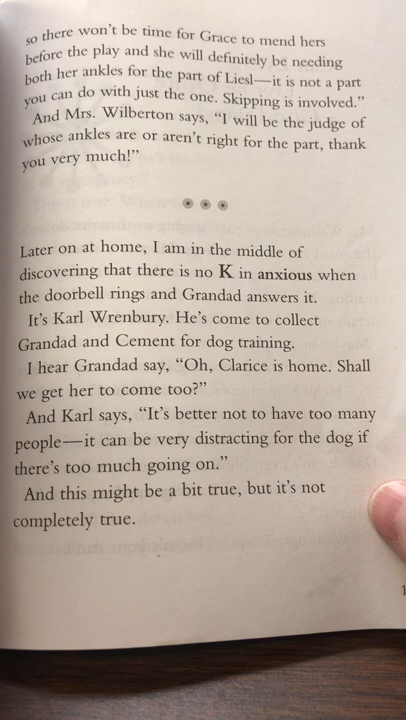 so there won't be time for Grace to mend hers
before the play and she will definitely be needing
both her ankles for the part of Liesl—it is not a part
you can do with just the one. Skipping is involved.”
And Mrs. Wilberton says, “I will be the judge of
whose ankles are or aren't right for the part, thank
you very much!”
Later on at home, I am in the middle of
discovering that there is no K in anxious when
the doorbell rings and Grandad answers it.
It's Karl Wrenbury. He's come to collect
Grandad and Cement for dog training.
I hear Grandad say, “Oh, Clarice is home. Shall
we get her to come too?”
And Karl says, “It's better not to have too many
people—it can be very distracting for the dog if
there's too much going on.”
And this might be a bit true, but it's not
completely true.